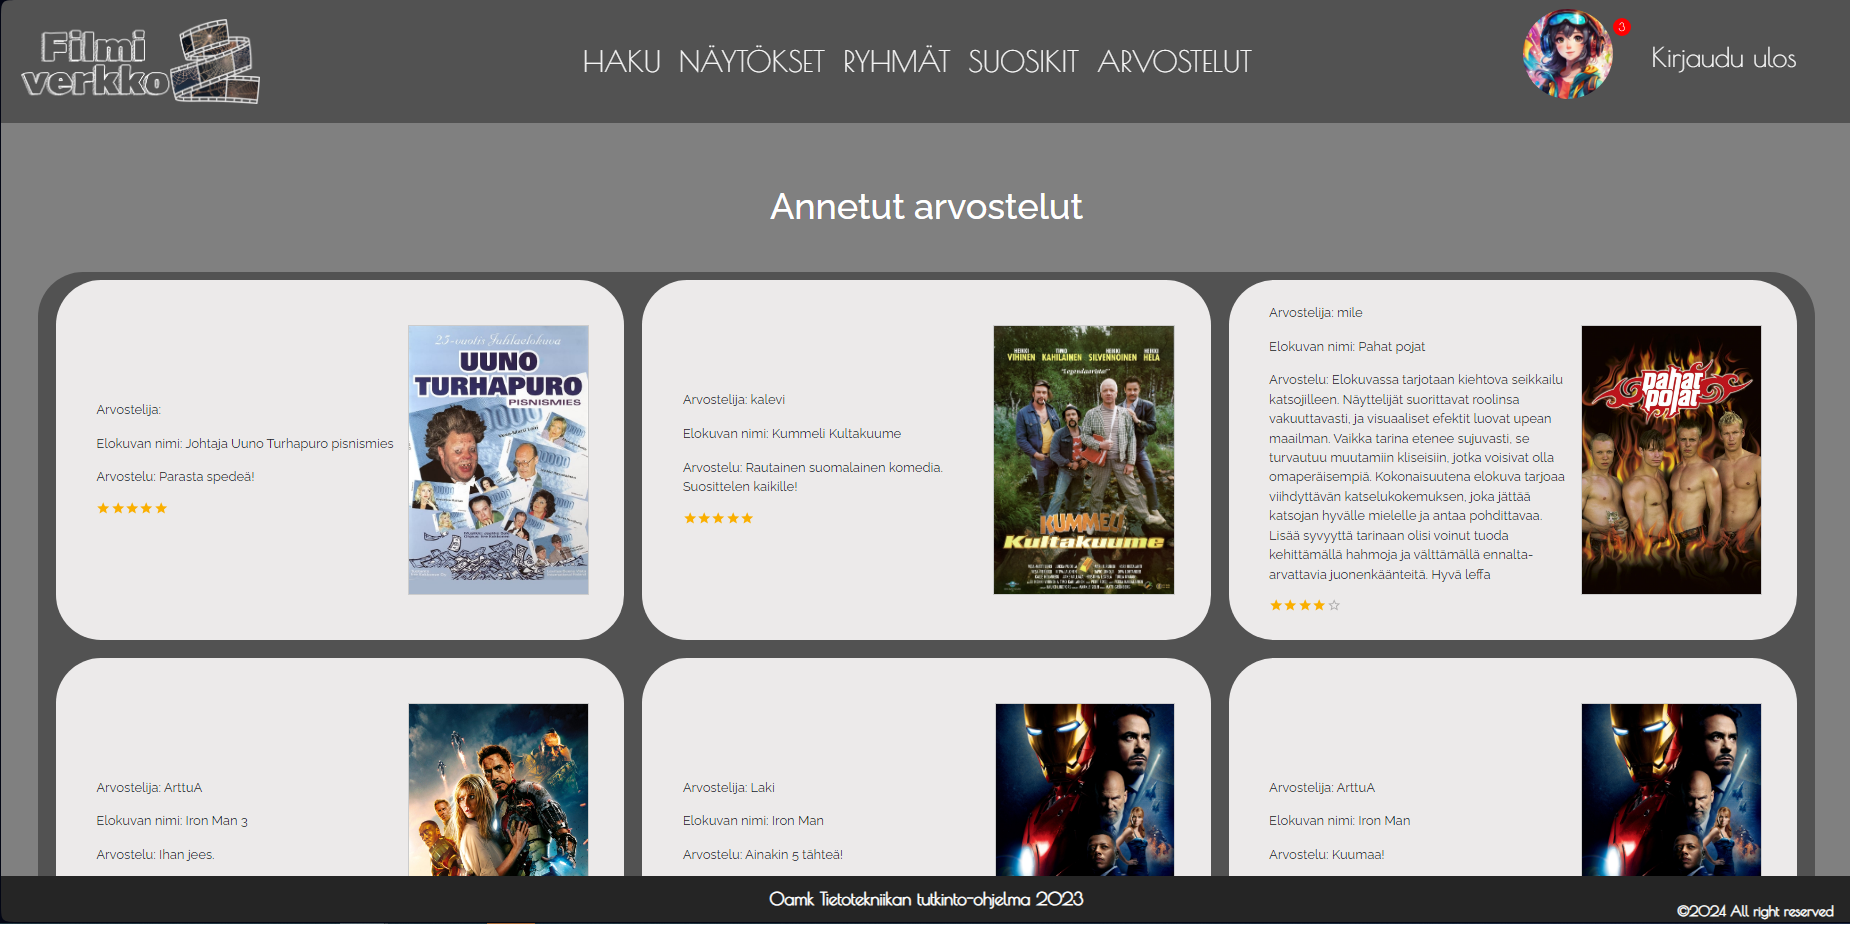 Filmi
verkko
HAKU NÄYTÖKSET RYHMÄT SUOSIKIT ARVOSTELUT
3
Kirjaudu ulos
Annetut arvostelut
Arvostelija:
Elokuvan nimi: Johtaja Uuno Turhapuro pisnismies
Arvostelu: Parasta spedeä!
25-vuotis Juhlaelokuva
UUNO
TURHAPURO
PISNISMIES
Arvostelija: kalevi
Elokuvan nimi: Kummeli Kultakuume
Arvostelu: Rautainen suomalainen komedia.
Suosittelen kaikille!
HEIKKI VIHINEN TIMO KAHILAINEN HEIKKI SILVENNOINEN HEIKKI HELA
"Legendaarista!"
KUMMELI
Kultakuume
Arvostelija: mile
Elokuvan nimi: Pahat pojat
Arvostelu: Elokuvassa tarjotaan kiehtova seikkailu
katsojilleen. Näyttelijät suorittavat roolinsa
vakuuttavasti, ja visuaaliset efektit luovat upean
maailman. Vaikka tarina etenee sujuvasti, se
turvautuu muutamiin kliseisiin, jotka voisivat olla
omaperäisempiä. Kokonaisuutena elokuva tarjoaa
viihdyttävän katselukokemuksen, joka jättää
katsojan hyvälle mielelle ja antaa pohdittavaa.
Lisää syvyyttä tarinaan olisi voinut tuoda
kehittämällä hahmoja ja välttämällä ennalta-
arvattavia juonenkäänteitä. Hyvä leffa
pahat
pojat
Arvostelija: ArttuA
Elokuvan nimi: Iron Man 3
Arvostelu: Ihan jees.
Arvostelija: Laki
Elokuvan nimi: Iron Man
Arvostelu: Ainakin 5 tähteä!
Arvostelija: ArttuA
Elokuvan nimi: Iron Man
Arvostelu: Kuumaa!
Oamk Tietotekniikan tutkinto-ohjelma 2023
©2024 All right reserved